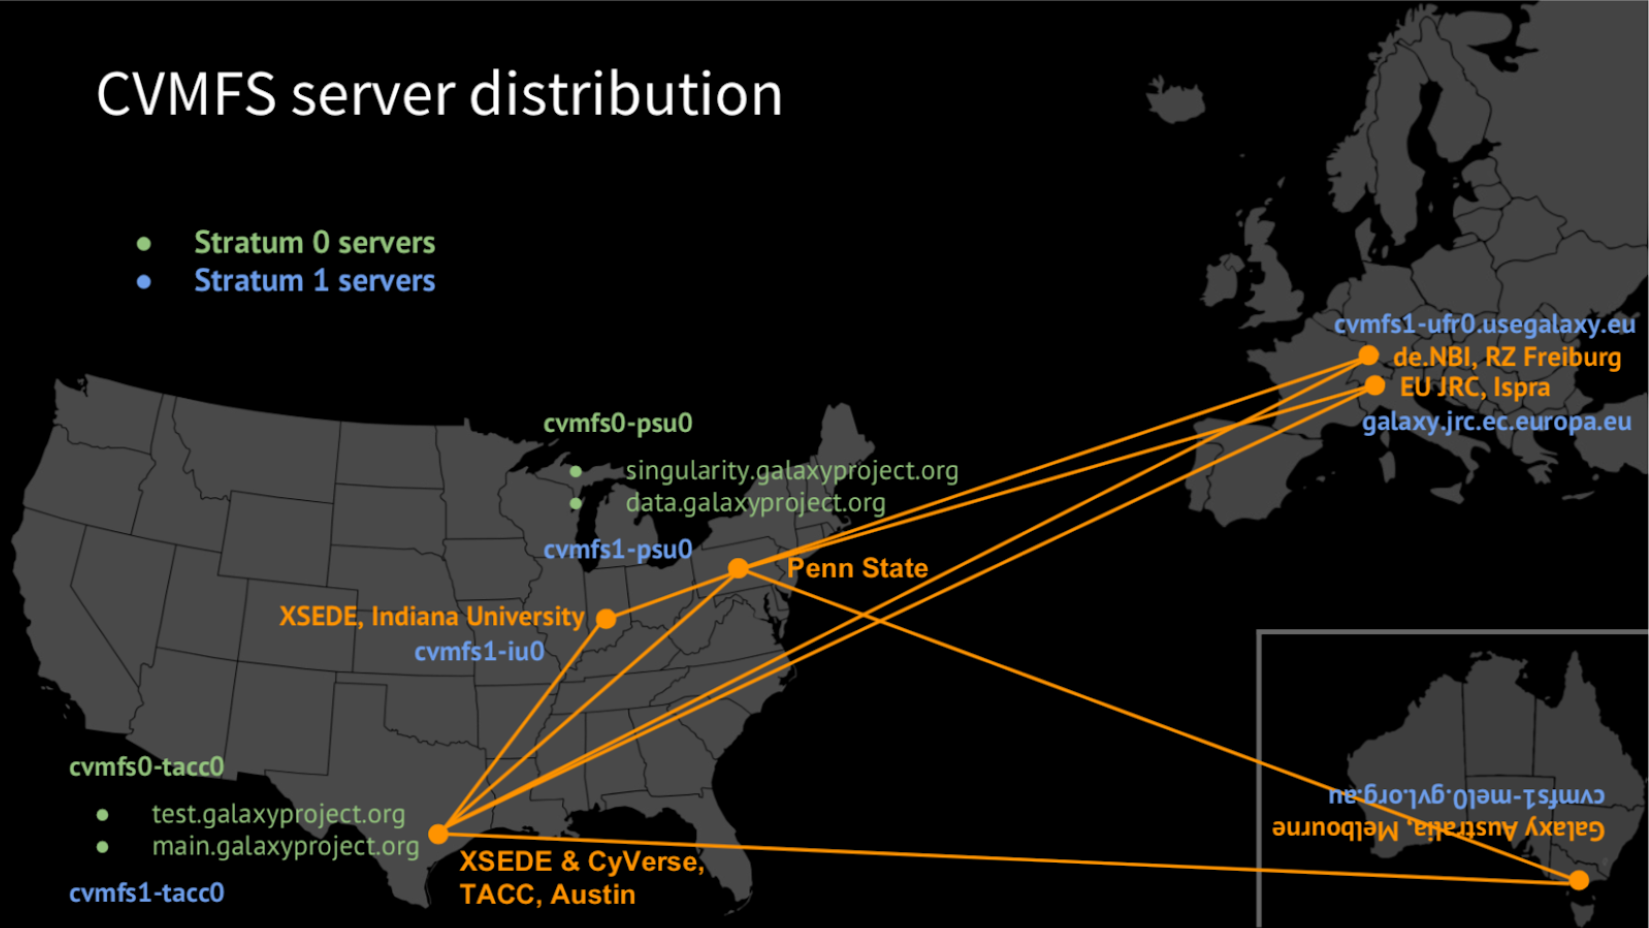 CVMFS server distribution
● Stratum 0 servers
● Stratum 1 servers
cvmfs1-ufr0.usegalaxy.eu
de.NBI, RZ Freiburg
EU JRC, Ispra
galaxy.jrc.ec.europa.eu
cvmfs0-psu0
● singularity.galaxyproject.org
● data.galaxyproject.org
cvmfs1-psu0
Penn State
XSEDE, Indiana University
cvmfs1-iu0
cvmfs0-tacc0
● test.galaxyproject.org
● main.galaxyproject.org
cvmfs1-tacc0
XSEDE & CyVerse,
TACC, Austin
Galaxy Australia, Melbourne
cvmfs1-mel0.gvl.org.au